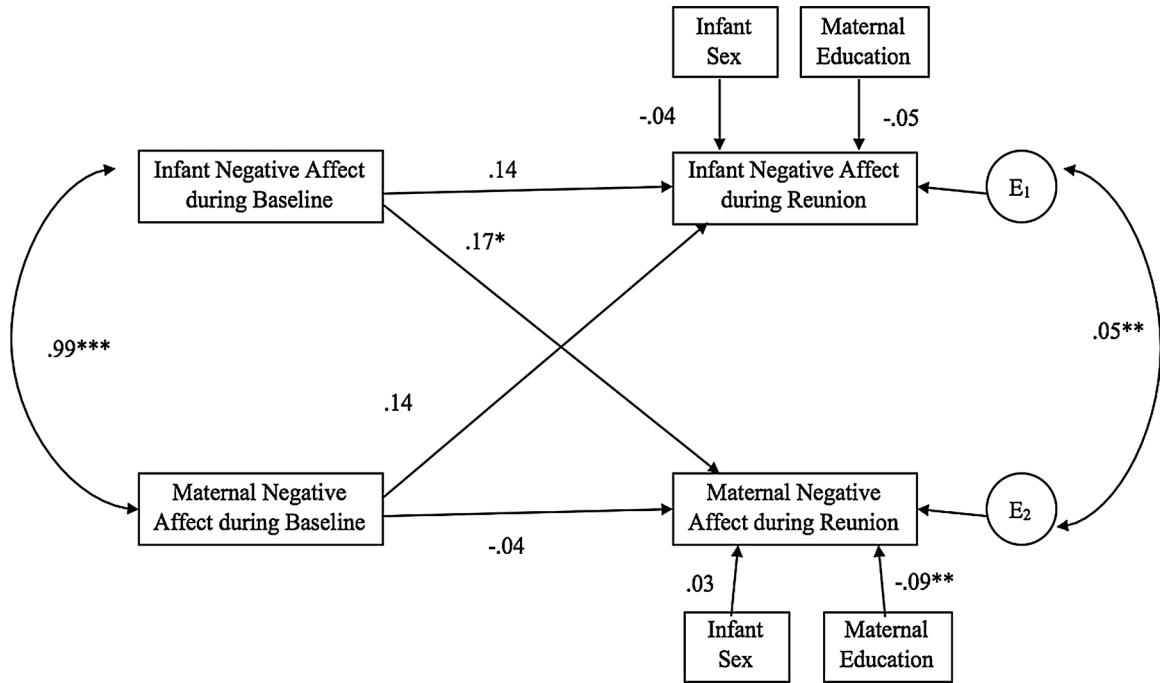 Infant
Sex
Maternal
Education
-.04
-.05
Infant Negative Affect
during Baseline
.14
Infant Negative Affect
during Reunion
E₁
.17*
.99***
.05**
.14
Maternal Negative
Affect during Baseline
-.04
Maternal Negative
Affect during Reunion
E₂
.03
-.09**
Infant
Sex
Maternal
Education